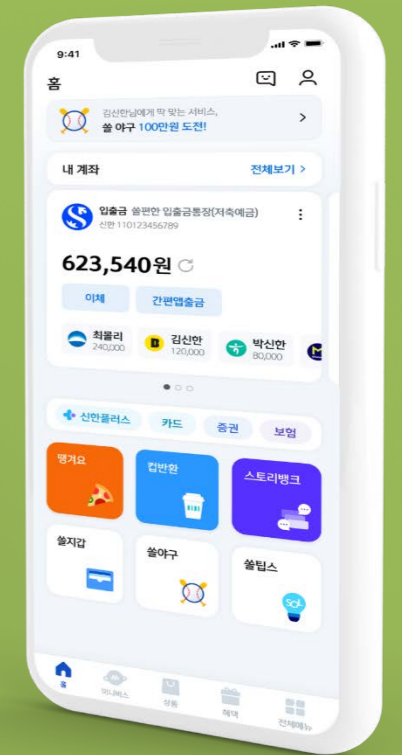 9:41
홈
김신한님에게 딱 맞는 서비스,
쏠 야구 100만원 도전!
내 계좌
전체보기
입출금 쏠편한 입출금통장(저축예금)
신한 110123456789
623,540원
이체
간편앱출금
최몰리
240,000
김신한
120,000
박신한
80,000
신한플러스
카드
증권
보험
땡겨요
컵반환
스토리뱅크
쏠지갑
쏠야구
쏠팁스
sol
홈
머니버스
상품
혜택
전체메뉴